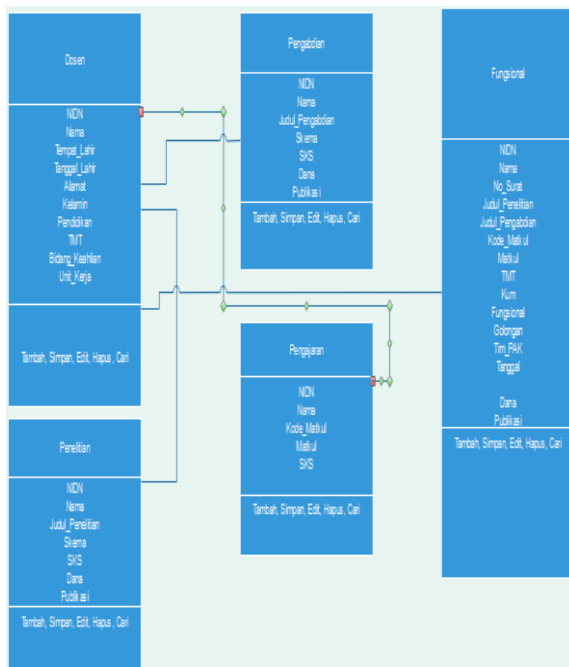 Dosen
NIDN
Nama
Tempat_Lahir
Tanggal_Lahir
Alamat
Kelamin
Pendidikan
TMT
Bidang_Keahlian
Unit_Kerja
Tambah, Simpan, Edit, Hapus, Cari
Penelitian
NIDN
Nama
Judul_Penelitian
Skema
SKS
Dana
Publikasi
Tambah, Simpan, Edit, Hapus, Cari
Pengabdian
NIDN
Nama
Judul_Pengabdian
Skema
SKS
Dana
Publikasi
Tambah, Simpan, Edit, Hapus, Cari
Pengajaran
NIDN
Nama
Kode_Matkul
Matkul
SKS
Tambah, Simpan, Edit, Hapus, Cari
Fungsional
NIDN
Nama
No_Surat
Judul_Penelitian
Judul_Pengabdian
Kode_Matkul
Matkul
TMT
Kum
Fungsional
Golongan
Tim_PAK
Tanggal
Dana
Publikasi
Tambah, Simpan, Edit, Hapus, Cari